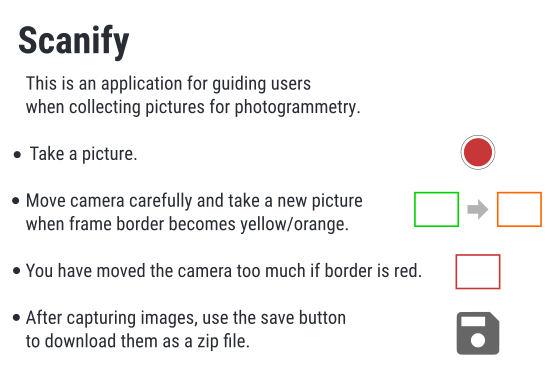 Scanify
This is an application for guiding users
when collecting pictures for photogrammetry.
• Take a picture.
• Move camera carefully and take a new picture
when frame border becomes yellow/orange.
• You have moved the camera too much if border is red.
• After capturing images, use the save button
to download them as a zip file.